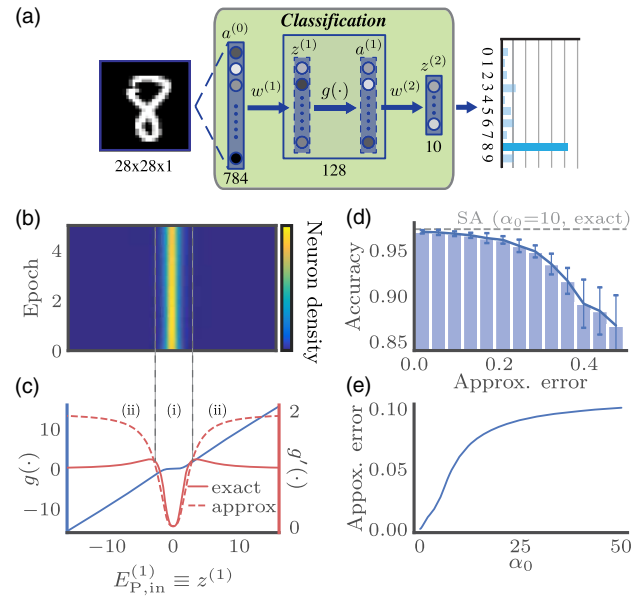 (a)
Classification
a^(0)
z^(1)
a^(1)
w^(1)
g(·)
w^(2)
z^(2)
28x28x1
784
128
10
0
1
2
3
4
5
6
7
8
9
(b)
Epoch
4
2
0
Neuron density
(c)
(ii)
(i)
(ii)
g(·)
10
0
−10
2
0
g′(·)
exact
approx
−10
0
10
E_P,in^(1) ≡ z^(1)
(d)
SA (α₀=10, exact)
Accuracy
0.95
0.90
0.85
0.0
0.2
0.4
Approx. error
(e)
Appox. error
0.10
0.05
0.00
0
25
50
α₀